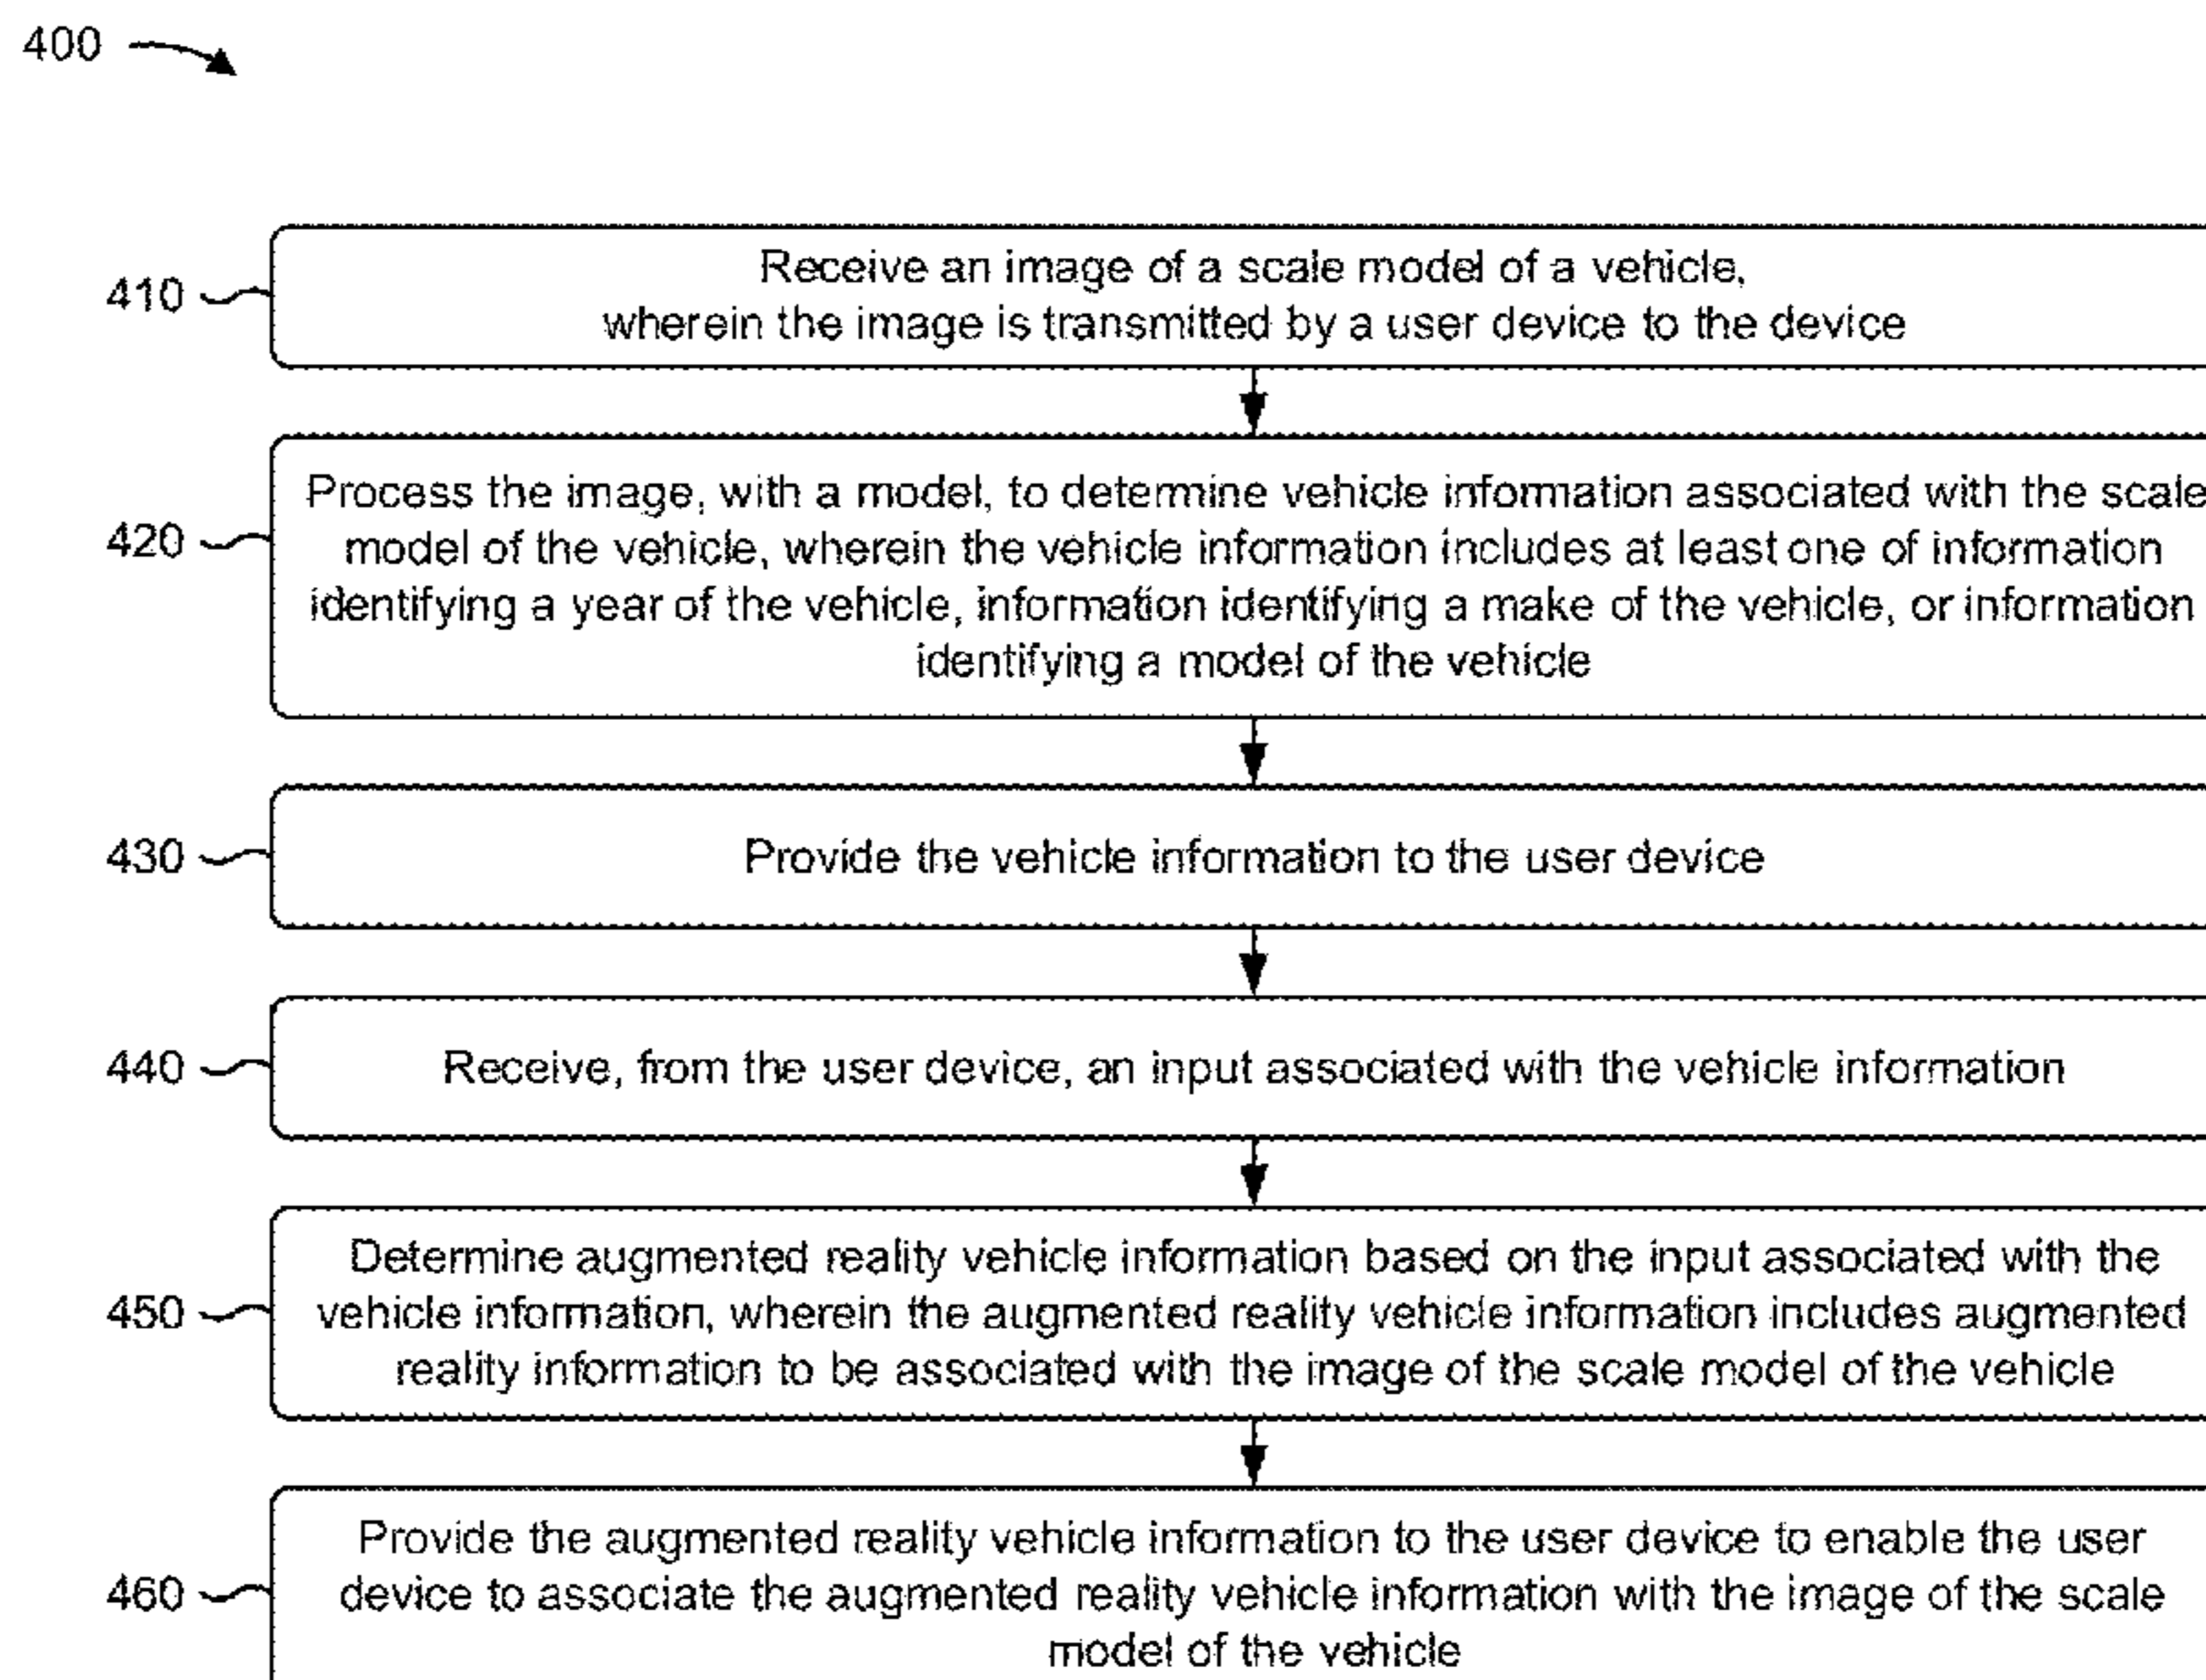 400
410
Receive an image of a scale model of a vehicle,
wherein the image is transmitted by a user device to the device
420
Process the image, with a model, to determine vehicle information associated with the scale
model of the vehicle, wherein the vehicle information includes at least one of information
identifying a year of the vehicle, information identifying a make of the vehicle, or information
identifying a model of the vehicle
430
Provide the vehicle information to the user device
440
Receive, from the user device, an input associated with the vehicle information
450
Determine augmented reality vehicle information based on the input associated with the
vehicle information, wherein the augmented reality vehicle information includes augmented
reality information to be associated with the image of the scale model of the vehicle
460
Provide the augmented reality vehicle information to the user device to enable the user
device to associate the augmented reality vehicle information with the image of the scale
model of the vehicle